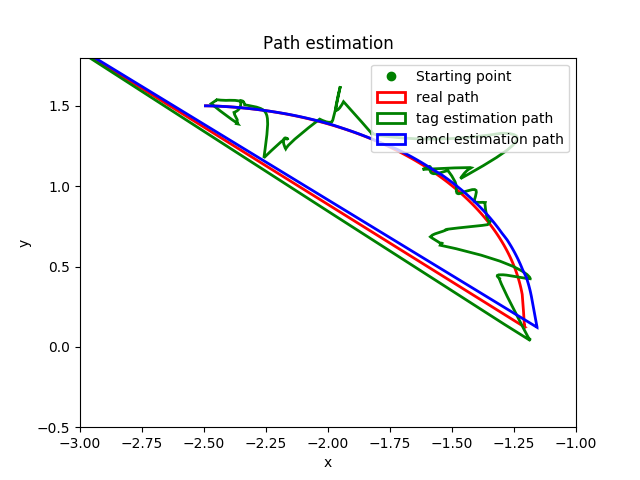 Path estimation
Starting point
real path
tag estimation path
amcl estimation path
y
1.5
1.0
0.5
0.0
−0.5
−3.00 −2.75 −2.50 −2.25 −2.00 −1.75 −1.50 −1.25 −1.00
x